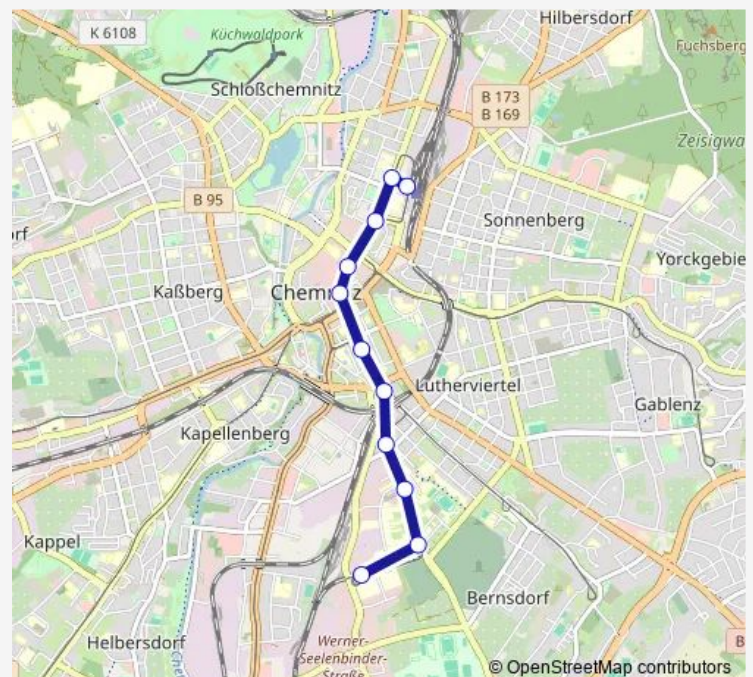 Hilbersdorf
K 6108
Küchwaldpark
Fuchsberg
Schloßchemnitz
B 173
B 169
Zeisigwa
B 95
Sonnenberg
orf
Yorckgebie
Kaßberg
Chemnitz
Lutherviertel
Gablenz
Kapellenberg
Kappel
Bernsdorf
Helbersdorf
Werner-
Seelenbinder-
Straße
B
© OpenStreetMap contributors